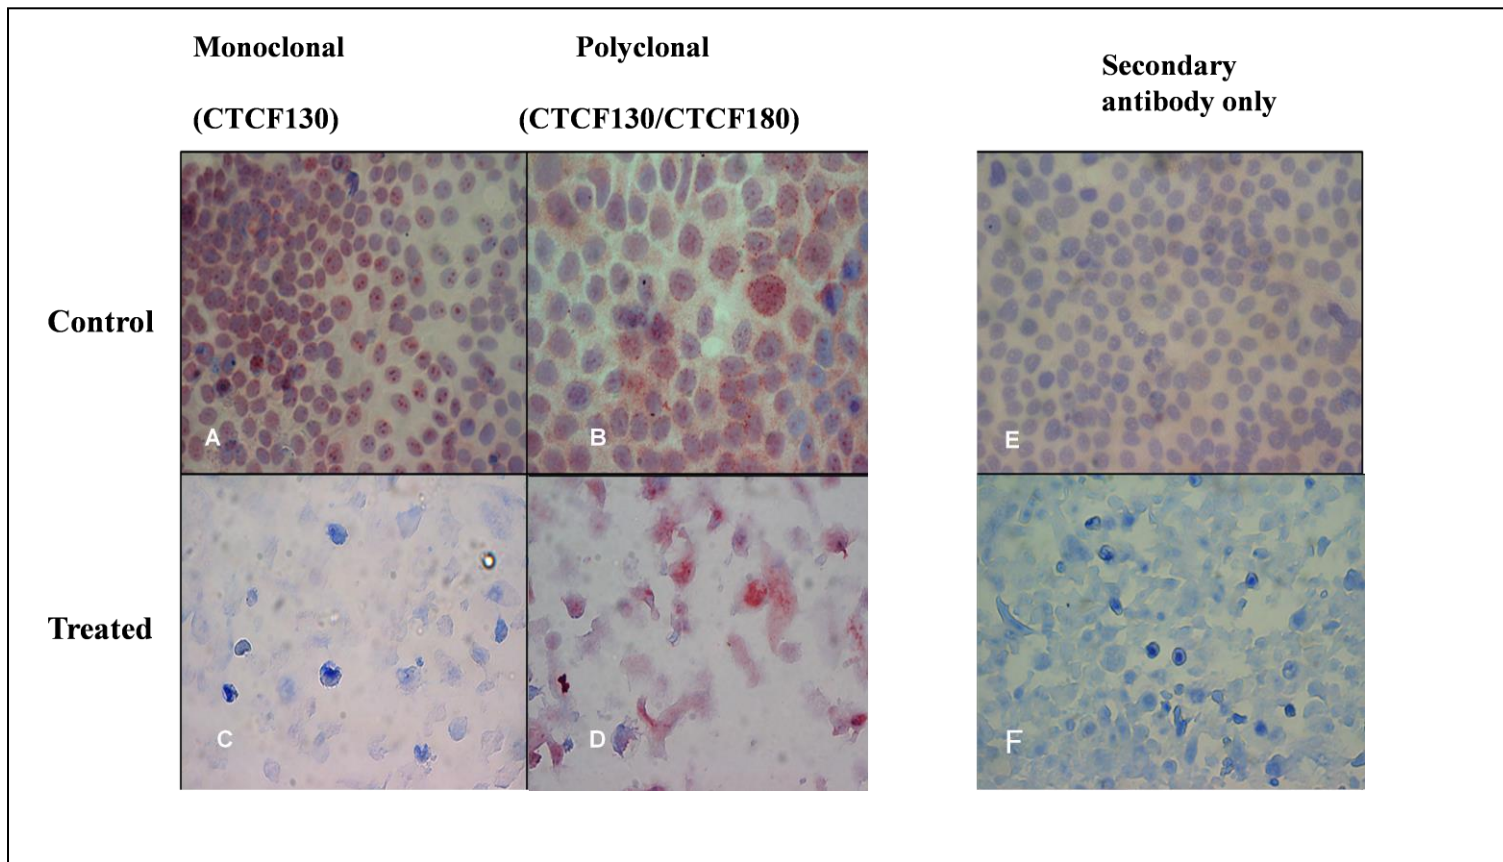 Monoclonal
Polyclonal
Secondary
antibody only
(CTCF130)
(CTCF130/CTCF180)
Control
A
B
E
Treated
C
D
F